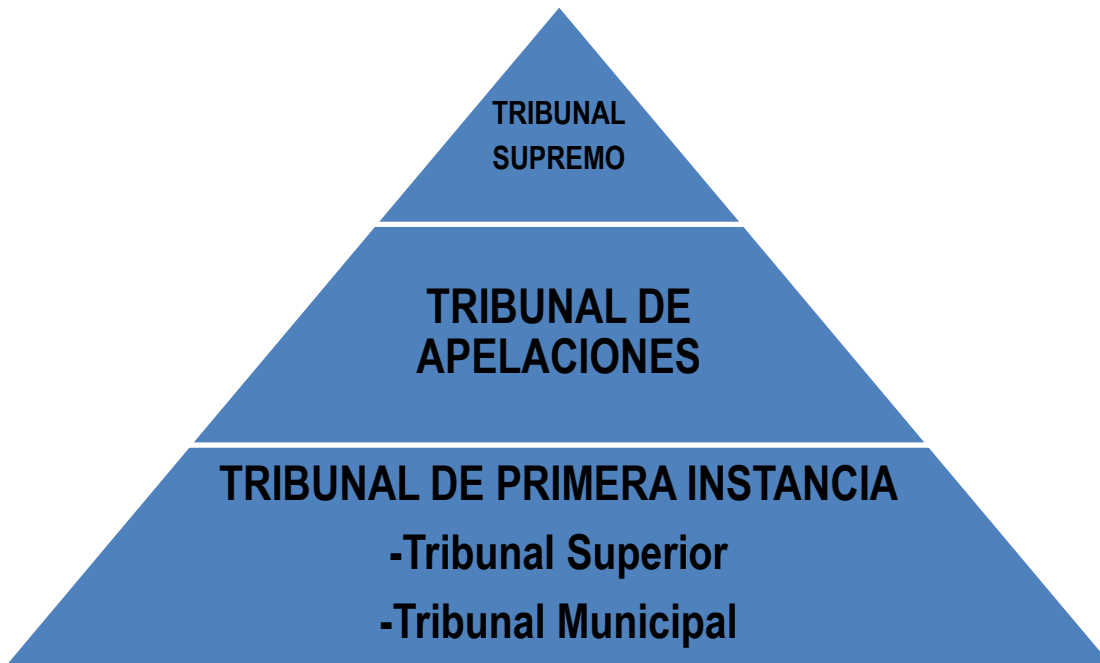 TRIBUNAL
SUPREMO
TRIBUNAL DE
APELACIONES
TRIBUNAL DE PRIMERA INSTANCIA
-Tribunal Superior
-Tribunal Municipal